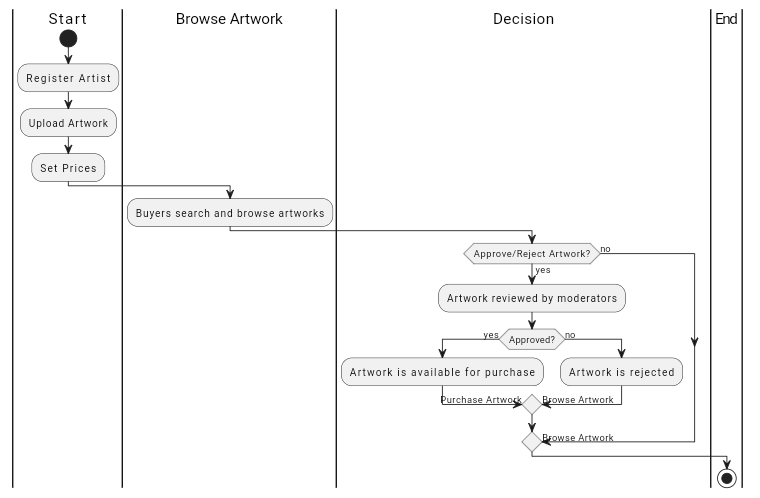 Start
Browse Artwork
Decision
End
Register Artist
Upload Artwork
Set Prices
Buyers search and browse artworks
Approve/Reject Artwork?
no
yes
Artwork reviewed by moderators
yes
Approved?
no
Artwork is available for purchase
Artwork is rejected
Purchase Artwork
Browse Artwork
Browse Artwork